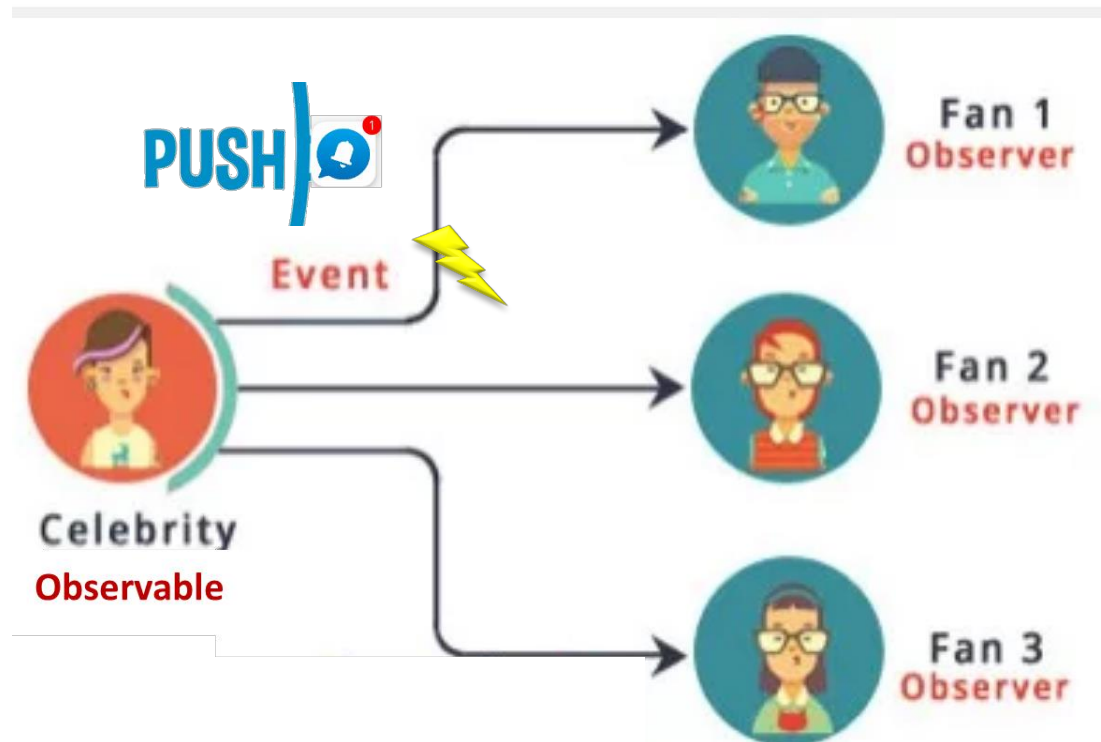 PUSH
1
Event
Celebrity
Observable
Fan 1
Observer
Fan 2
Observer
Fan 3
Observer